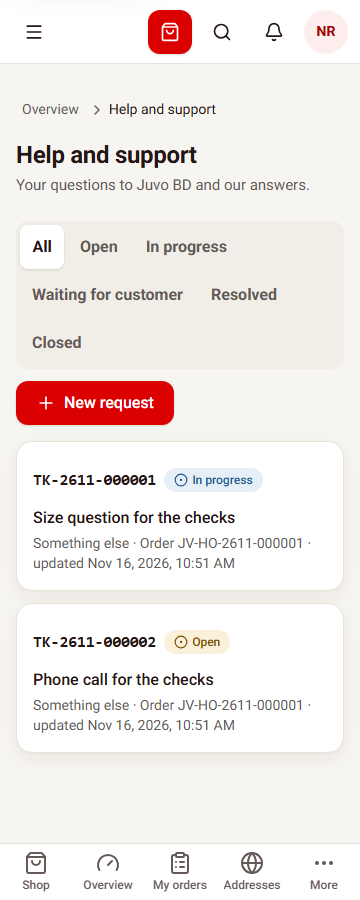 NR
Overview > Help and support
Help and support
Your questions to Juvo BD and our answers.
All Open In progress
Waiting for customer Resolved
Closed
New request
TK-2611-000001 In progress
Size question for the checks
Something else · Order JV-HO-2611-000001 ·
updated Nov 16, 2026, 10:51 AM
TK-2611-000002 Open
Phone call for the checks
Something else · Order JV-HO-2611-000001 ·
updated Nov 16, 2026, 10:51 AM
Shop Overview My orders Addresses More